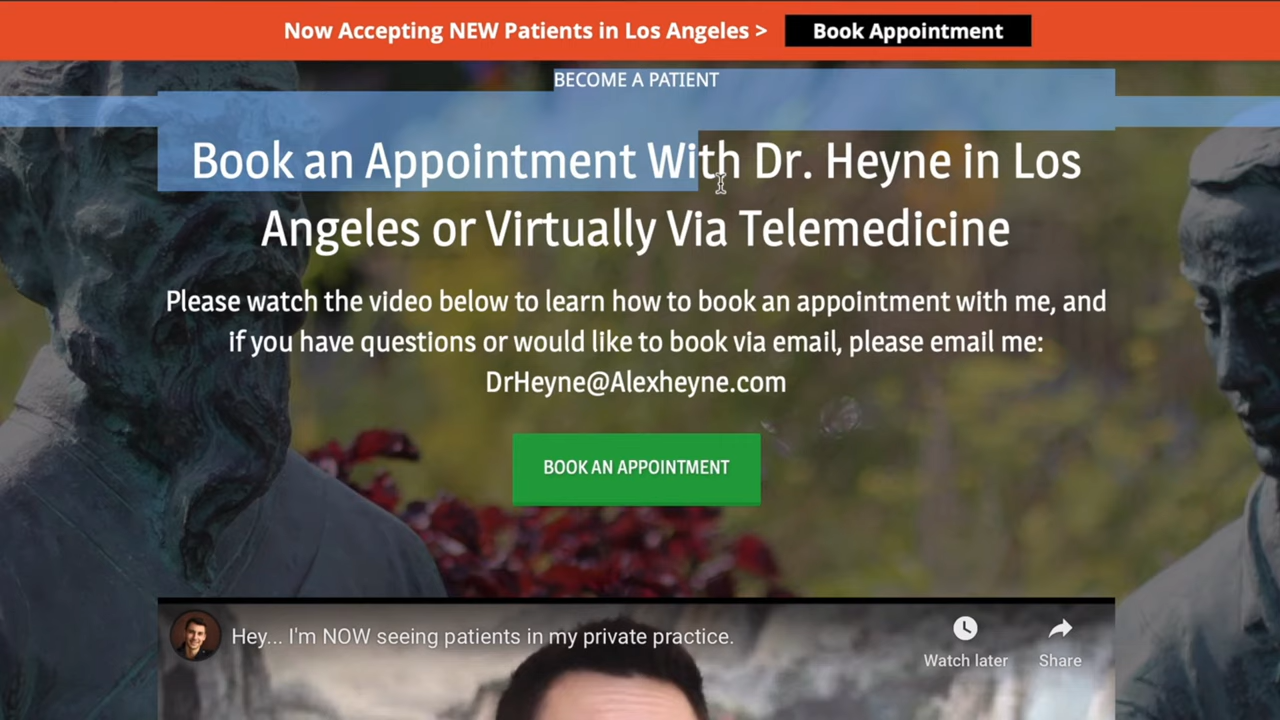 Now Accepting NEW Patients in Los Angeles >
Book Appointment
BECOME A PATIENT
Book an Appointment With Dr. Heyne in Los
Angeles or Virtually Via Telemedicine
Please watch the video below to learn how to book an appointment with me, and
if you have questions or would like to book via email, please email me:
DrHeyne@Alexheyne.com
BOOK AN APPOINTMENT
Hey... I'm NOW seeing patients in my private practice.
Watch later
Share